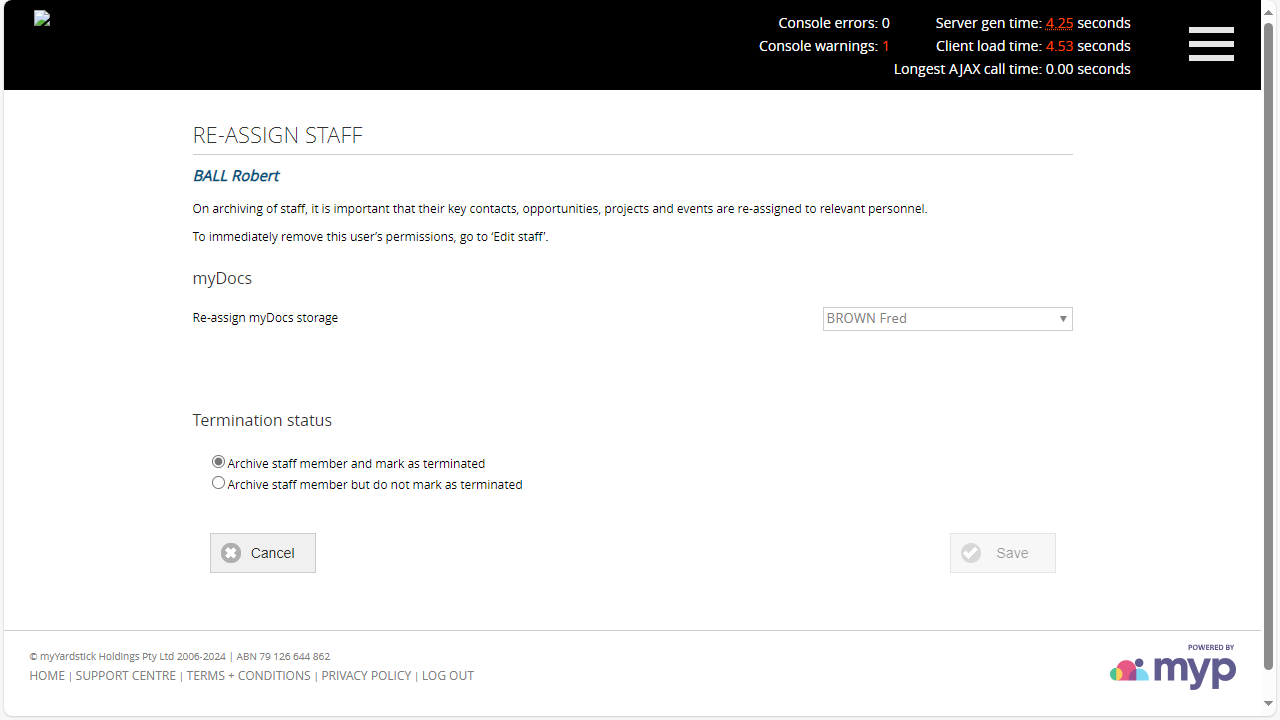 Console errors: 0
Server gen time: 4.25 seconds
Console warnings: 1
Client load time: 4.53 seconds
Longest AJAX call time: 0.00 seconds
RE-ASSIGN STAFF
BALL Robert
On archiving of staff, it is important that their key contacts, opportunities, projects and events are re-assigned to relevant personnel.
To immediately remove this user’s permissions, go to ‘Edit staff’.
myDocs
Re-assign myDocs storage
BROWN Fred
Termination status
Archive staff member and mark as terminated
Archive staff member but do not mark as terminated
Cancel
Save
© myYardstick Holdings Pty Ltd 2006-2024 | ABN 79 126 644 862
HOME | SUPPORT CENTRE | TERMS + CONDITIONS | PRIVACY POLICY | LOG OUT
POWERED BY
myp